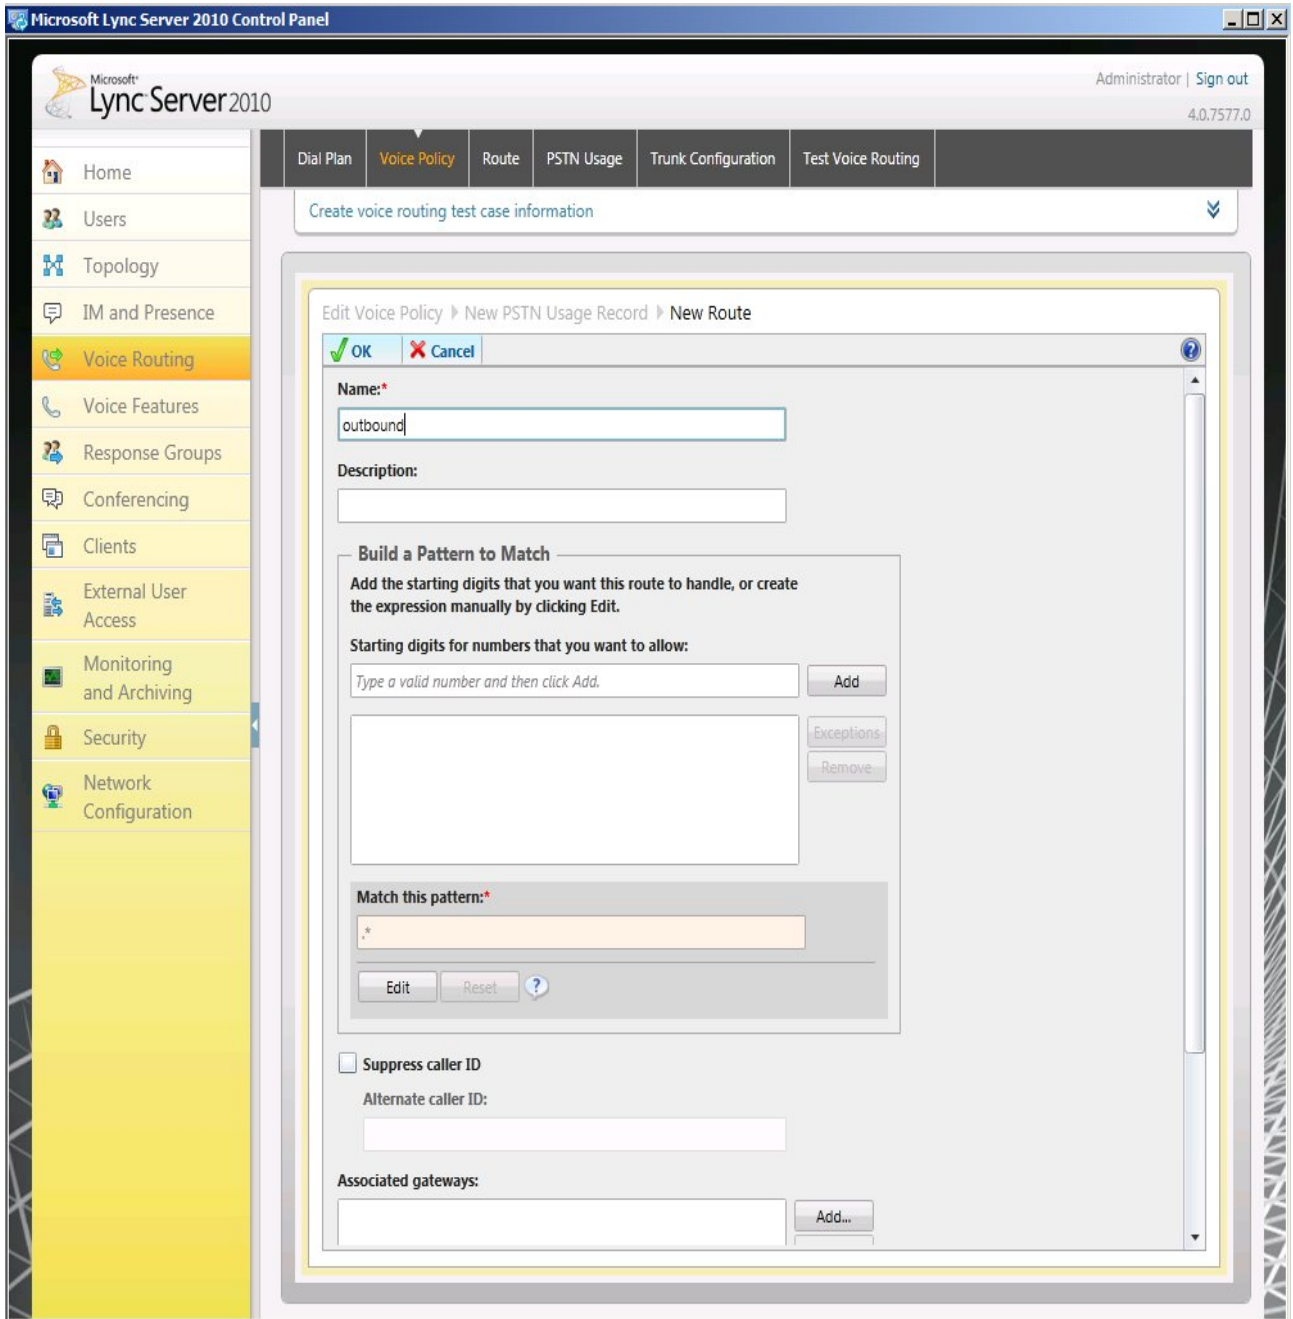 Microsoft Lync Server 2010 Control Panel
Microsoft®
Lync Server 2010
Administrator | Sign out
4.0.7577.0
Home
Users
Topology
IM and Presence
Voice Routing
Voice Features
Response Groups
Conferencing
Clients
External User
Access
Monitoring
and Archiving
Security
Network
Configuration
Dial Plan Voice Policy Route PSTN Usage Trunk Configuration Test Voice Routing
Create voice routing test case information
Edit Voice Policy New PSTN Usage Record New Route
OK Cancel
Name:*
outbound
Description:
Build a Pattern to Match
Add the starting digits that you want this route to handle, or create
the expression manually by clicking Edit.
Starting digits for numbers that you want to allow:
Type a valid number and then click Add. Add
Exceptions
Remove
Match this pattern:*
.*
Edit Reset ?
Suppress caller ID
Alternate caller ID:
Associated gateways:
Add...